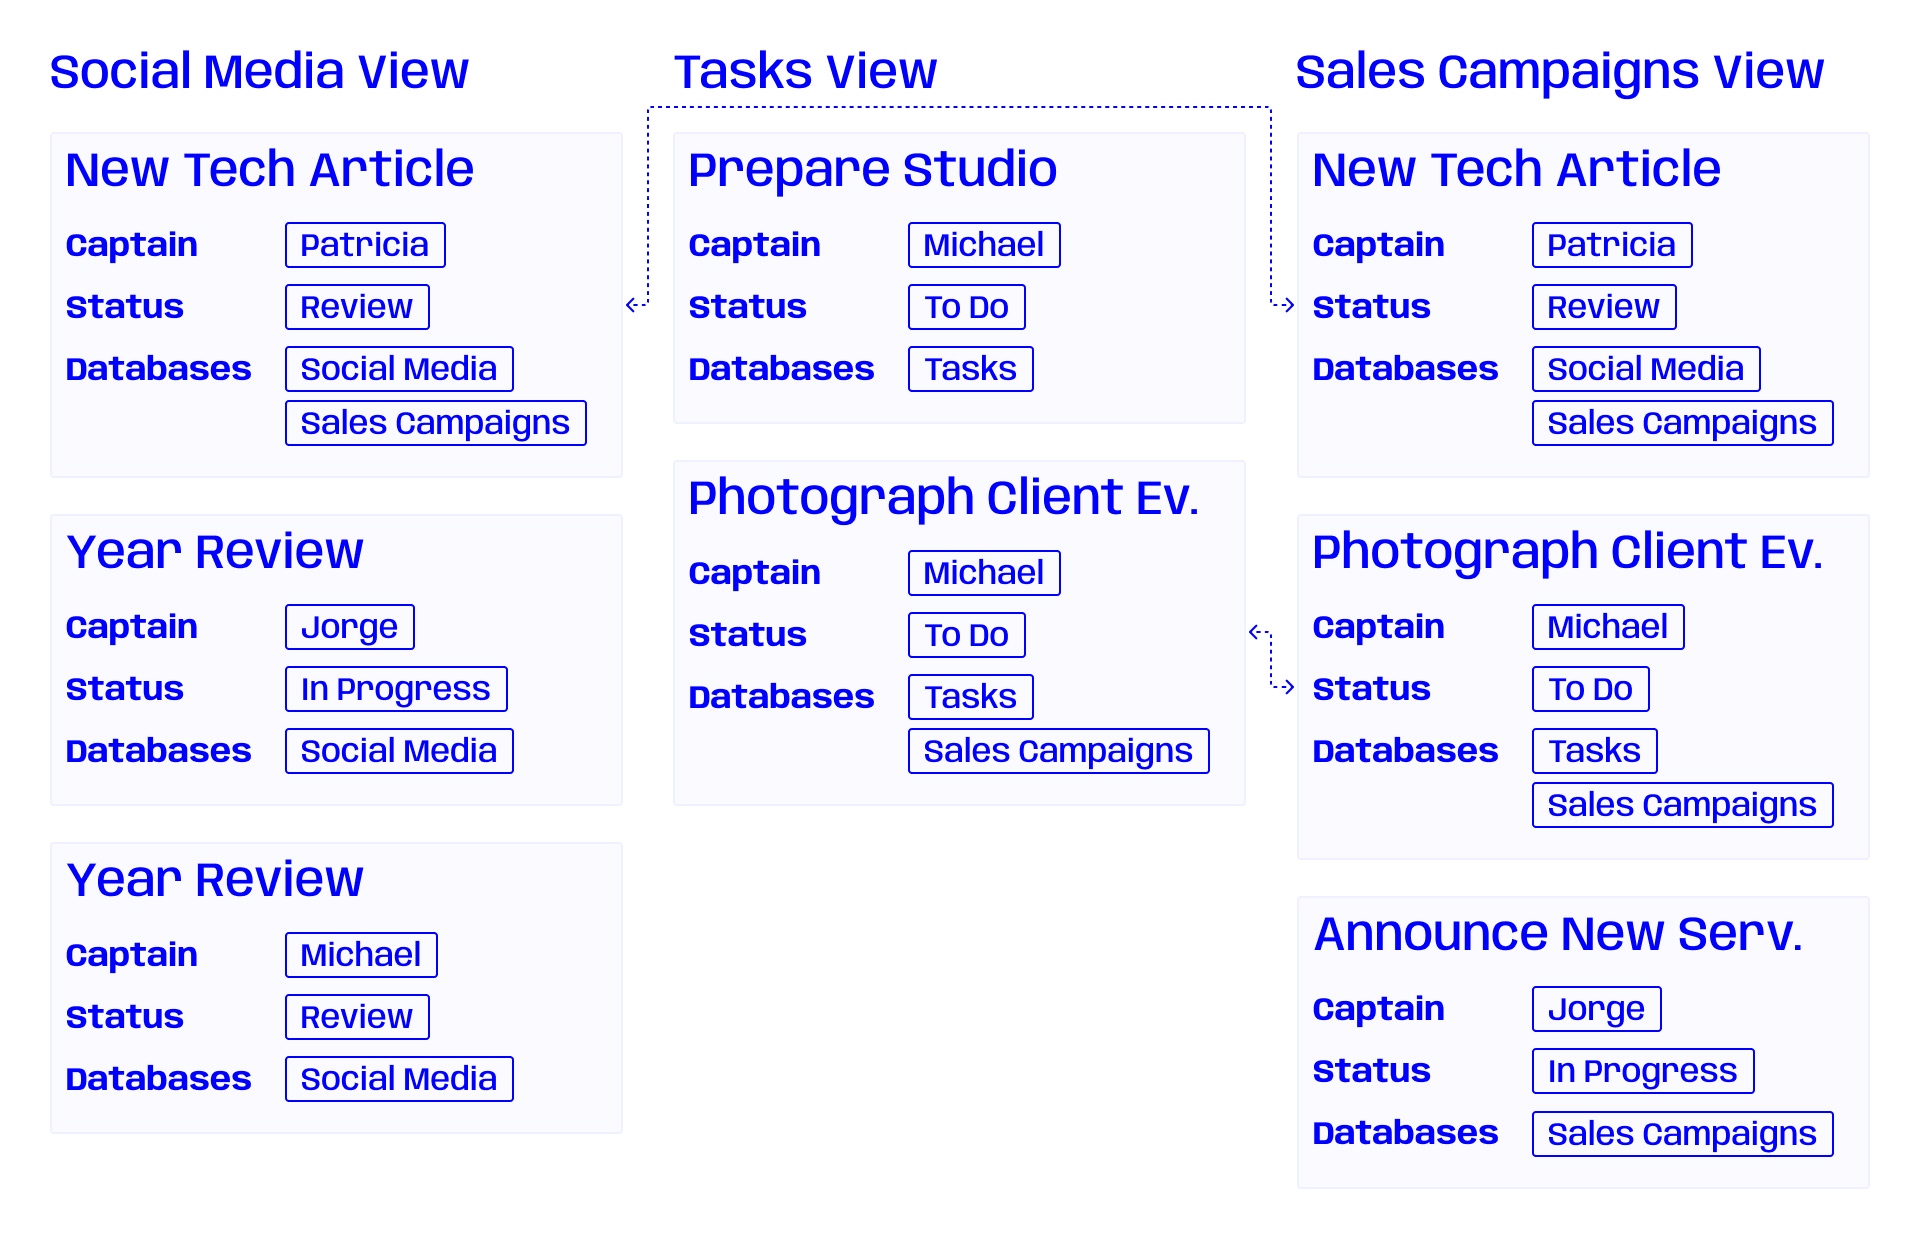 Social Media View
New Tech Article
Captain Patricia
Status Review
Databases Social Media
Sales Campaigns
Year Review
Captain Jorge
Status In Progress
Databases Social Media
Year Review
Captain Michael
Status Review
Databases Social Media
Tasks View
Prepare Studio
Captain Michael
Status To Do
Databases Tasks
Photograph Client Ev.
Captain Michael
Status To Do
Databases Tasks
Sales Campaigns
Sales Campaigns View
New Tech Article
Captain Patricia
Status Review
Databases Social Media
Sales Campaigns
Photograph Client Ev.
Captain Michael
Status To Do
Databases Tasks
Sales Campaigns
Announce New Serv.
Captain Jorge
Status In Progress
Databases Sales Campaigns